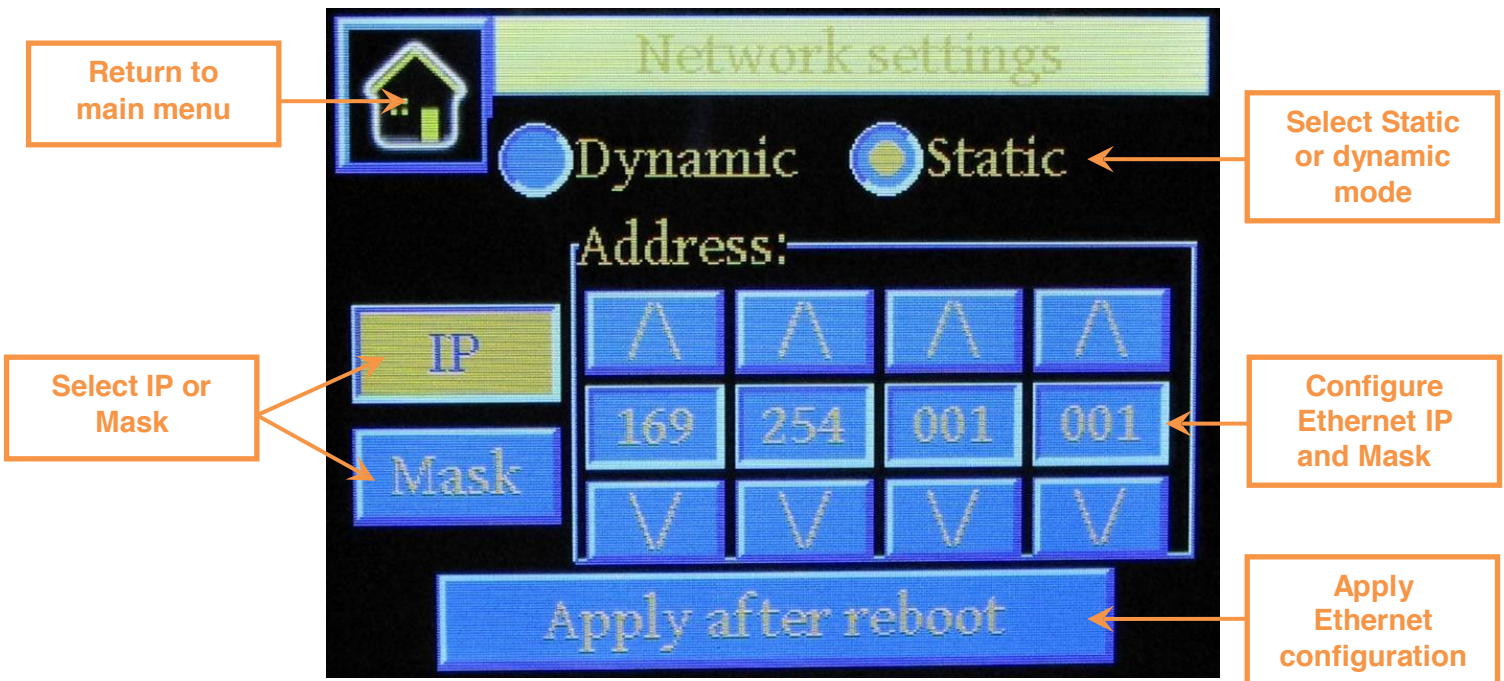 Return to
main menu
Network settings
Dynamic
Static
Select Static
or dynamic
mode
Address:
IP
Mask
Select IP or
Mask
169 254 001 001
Configure
Ethernet IP
and Mask
Apply after reboot
Apply
Ethernet
configuration